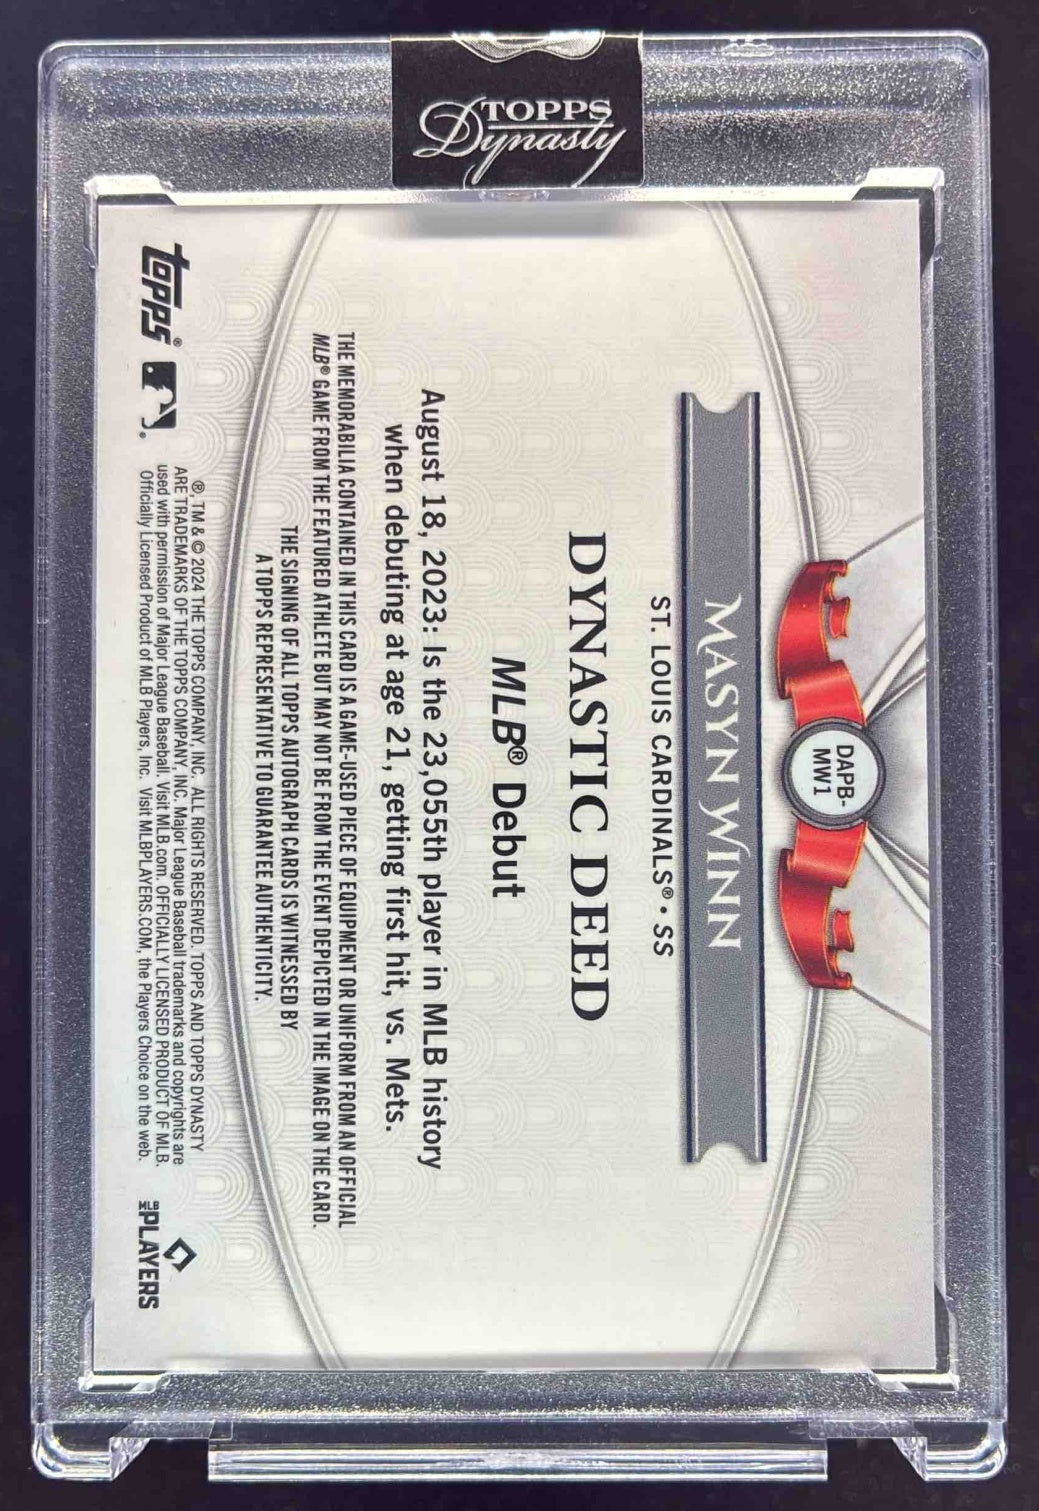 TOPPS
Dynasty
DAPB-
MW1
MASYN WINN
ST. LOUIS CARDINALS® • SS
DYNASTIC DEED
MLB® Debut
August 18, 2023: Is the 23,055th player in MLB history
when debuting at age 21, getting first hit, vs. Mets.
THE MEMORABILIA CONTAINED IN THIS CARD IS A GAME-USED PIECE OF EQUIPMENT OR UNIFORM FROM AN OFFICIAL
MLB® GAME FROM THE FEATURED ATHLETE BUT MAY NOT BE FROM THE EVENT DEPICTED IN THE IMAGE ON THE CARD.
THE SIGNING OF ALL TOPPS AUTOGRAPH CARDS IS WITNESSED BY
A TOPPS REPRESENTATIVE TO GUARANTEE AUTHENTICITY.
topps®
®, TM & © 2024 THE TOPPS COMPANY, INC. ALL RIGHTS RESERVED. TOPPS AND TOPPS DYNASTY
ARE TRADEMARKS OF THE TOPPS COMPANY, INC. Major League Baseball trademarks and copyrights are
used with permission of Major League Baseball. Visit MLB.com. OFFICIALLY LICENSED PRODUCT OF MLB.
Officially Licensed Product of MLB Players, Inc. Visit MLBPLAYERS.COM, the Players Choice on the web.
MLB PLAYERS